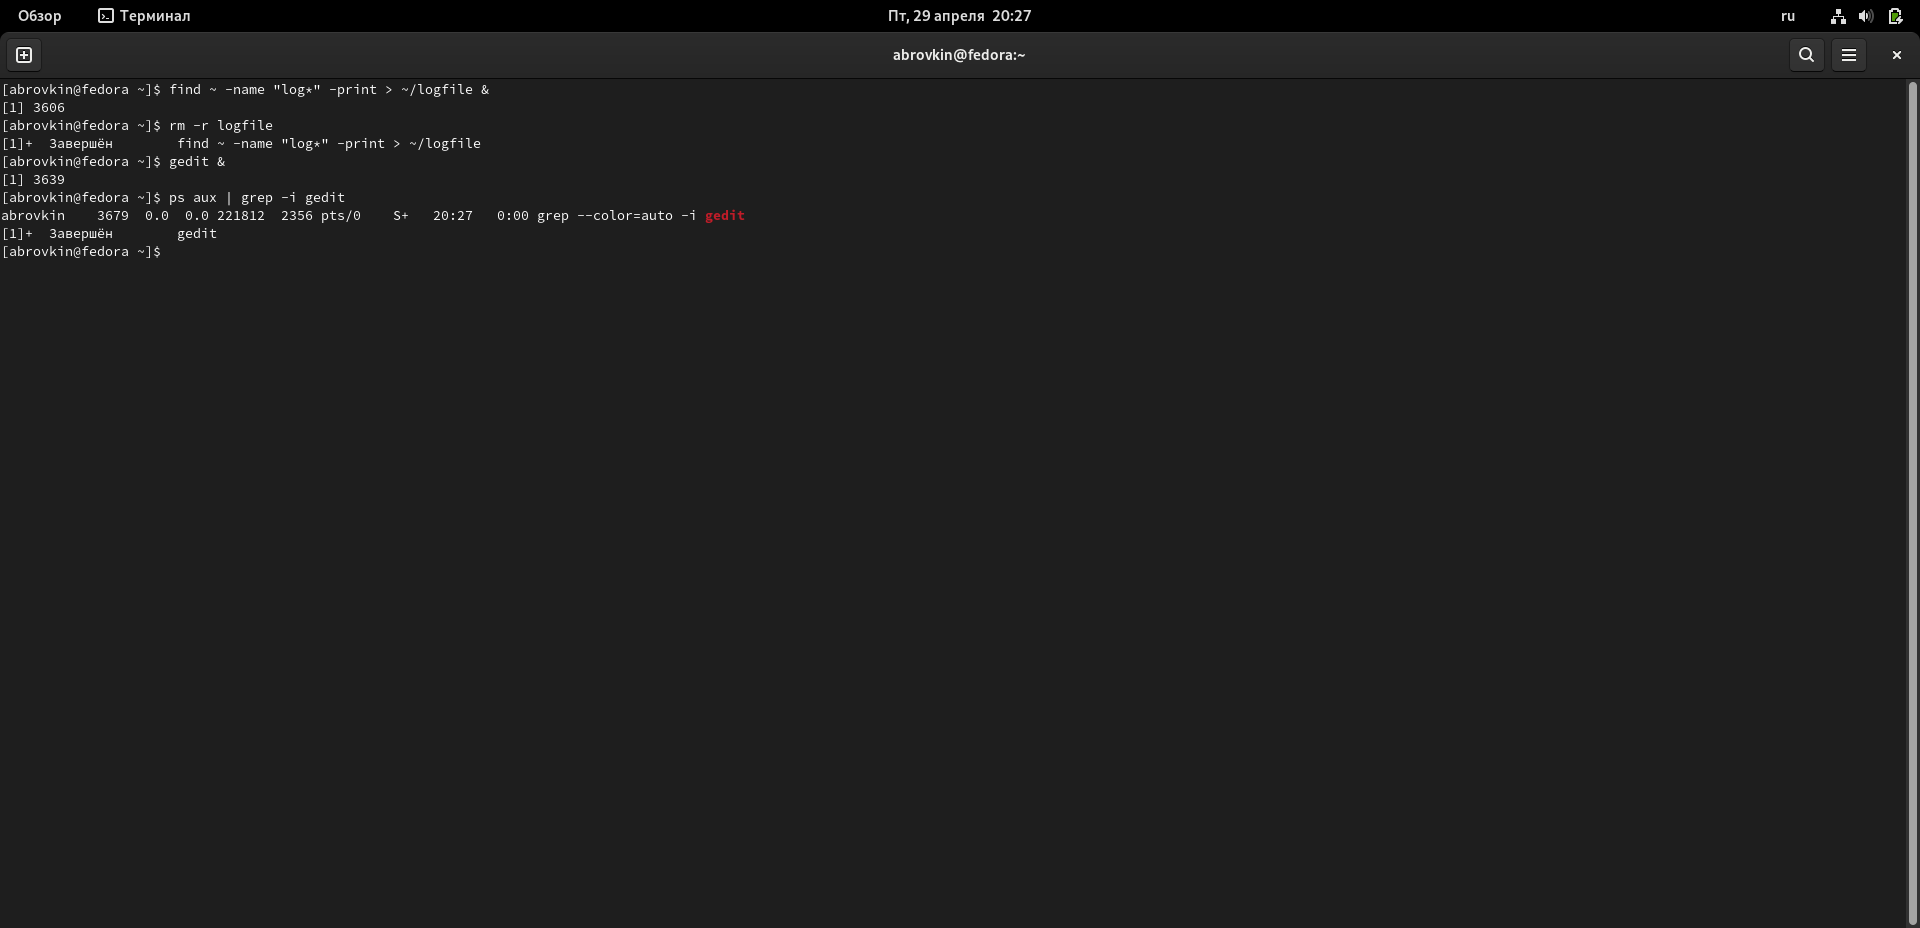 Обзор Терминал Пт, 29 апреля 20:27 ru
abrovkin@fedora:~
[abrovkin@fedora ~]$ find ~ -name "log*" -print > ~/logfile &
[1] 3606
[abrovkin@fedora ~]$ rm -r logfile
[1]+  Завершён        find ~ -name "log*" -print > ~/logfile
[abrovkin@fedora ~]$ gedit &
[1] 3639
[abrovkin@fedora ~]$ ps aux | grep -i gedit
abrovkin    3679  0.0  0.0 221812  2356 pts/0    S+   20:27   0:00 grep --color=auto -i gedit
[1]+  Завершён        gedit
[abrovkin@fedora ~]$